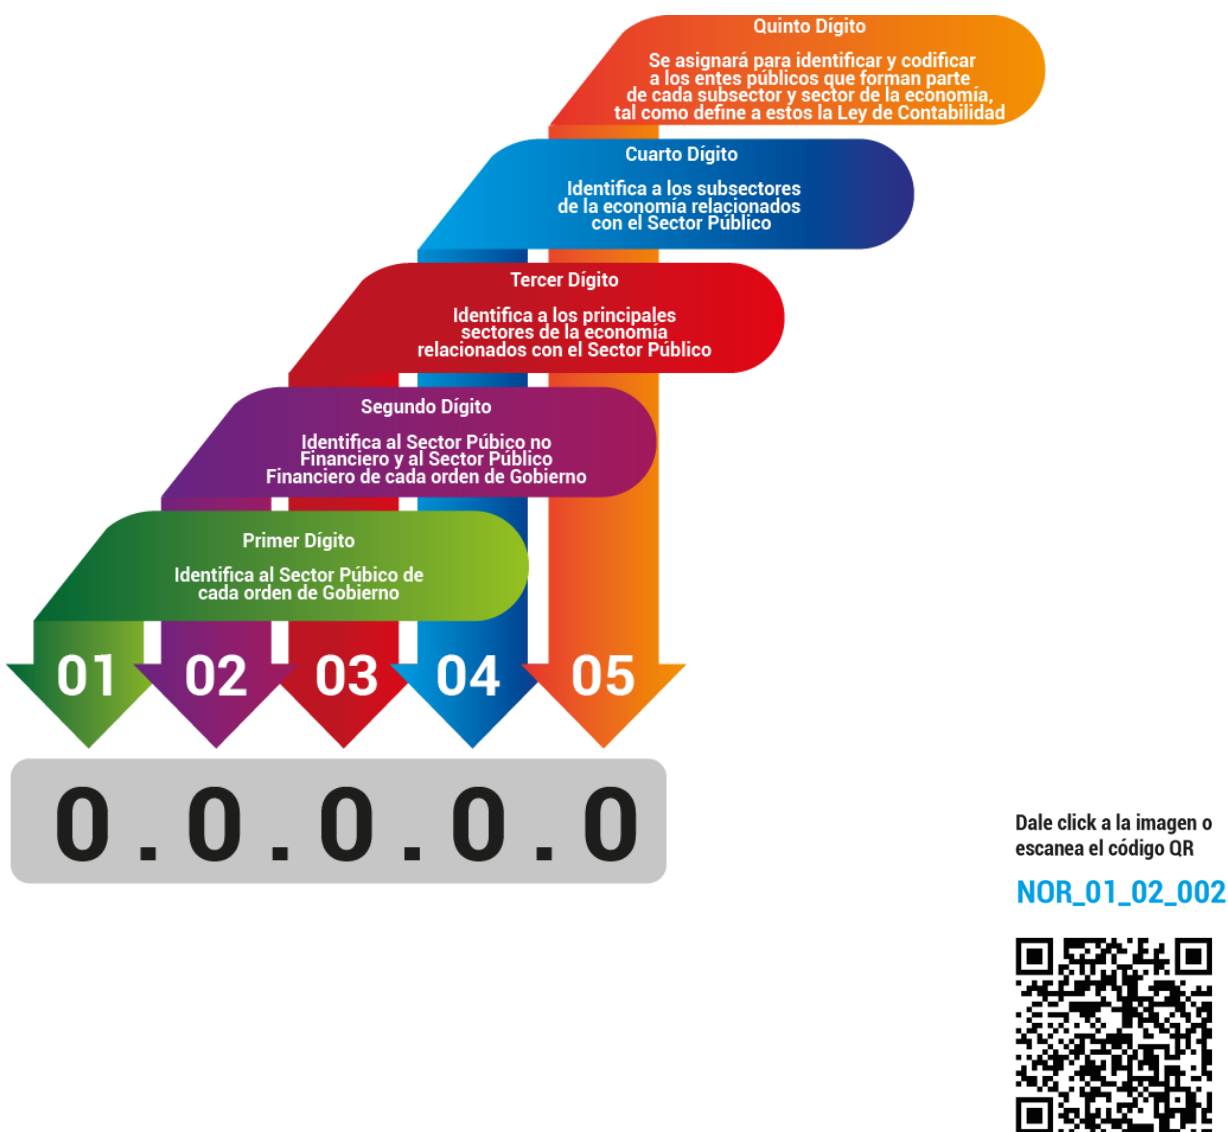 Quinto Dígito
Se asignará para identificar y codificar
a los entes públicos que forman parte
de cada subsector y sector de la economía,
tal como define a estos la Ley de Contabilidad
Cuarto Dígito
Identifica a los subsectores
de la economía relacionados
con el Sector Público
Tercer Dígito
Identifica a los principales
sectores de la economía
relacionados con el Sector Público
Segundo Dígito
Identifica al Sector Púbico no
Financiero y al Sector Público
Financiero de cada orden de Gobierno
Primer Dígito
Identifica al Sector Púbico de
cada orden de Gobierno
01 02 03 04 05
0.0.0.0.0
Dale click a la imagen o
escanea el código QR
NOR_01_02_002